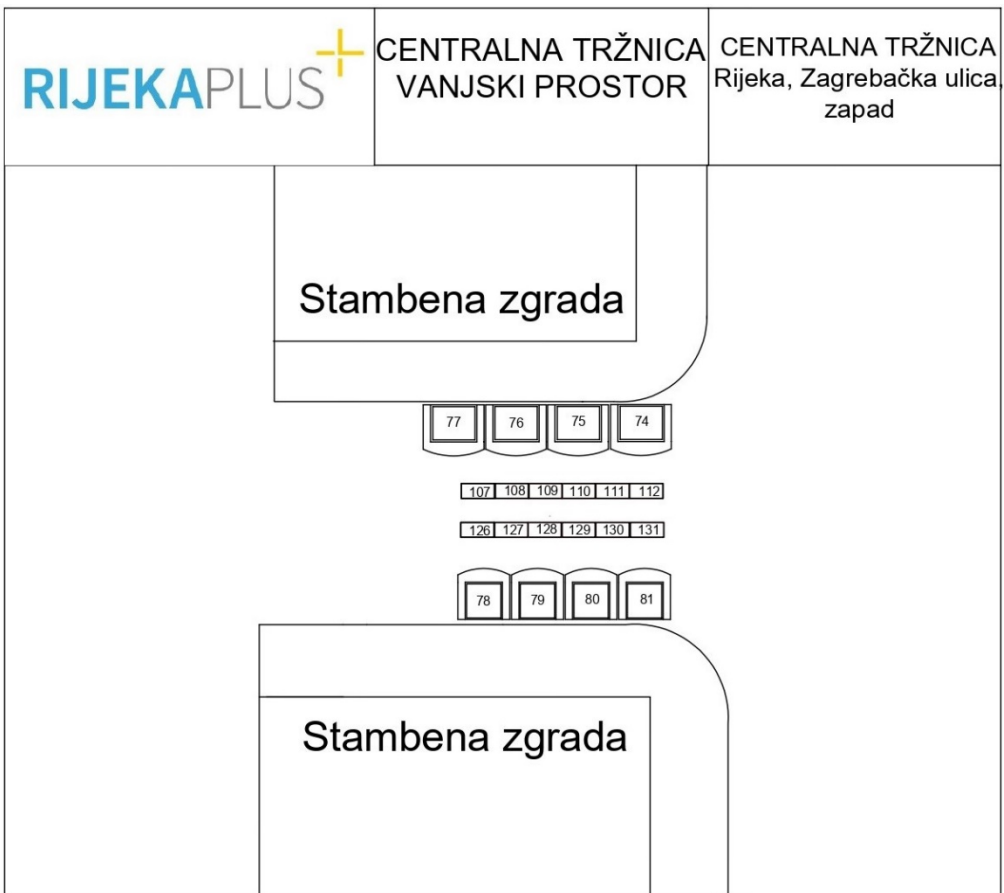 RIJEKAPLUS
CENTRALNA TRŽNICA
VANJSKI PROSTOR
CENTRALNA TRŽNICA
Rijeka, Zagrebačka ulica,
zapad
Stambena zgrada
77 76 75 74
107 108 109 110 111 112
126 127 128 129 130 131
78 79 80 81
Stambena zgrada